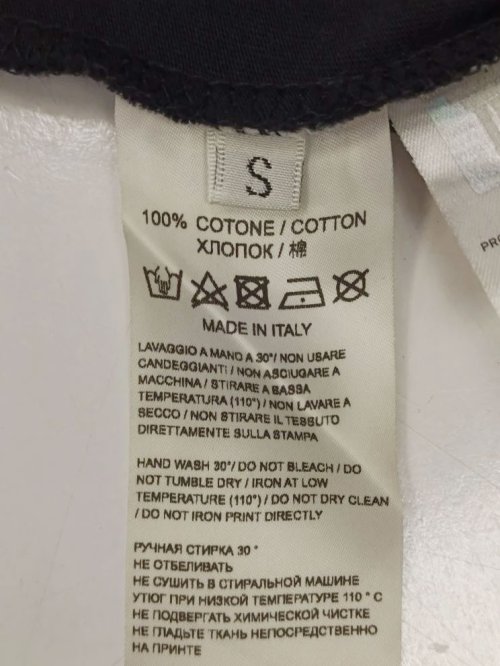 S
100% COTONE / COTTON
ХЛОПОК / 棉
MADE IN ITALY
LAVAGGIO A MANO A 30°/ NON USARE
CANDEGGIANTI / NON ASCIUGARE A
MACCHINA / STIRARE A BASSA
TEMPERATURA (110°) / NON LAVARE A
SECCO / NON STIRARE IL TESSUTO
DIRETTAMENTE SULLA STAMPA
HAND WASH 30°/ DO NOT BLEACH / DO
NOT TUMBLE DRY / IRON AT LOW
TEMPERATURE (110°) / DO NOT DRY CLEAN
/ DO NOT IRON PRINT DIRECTLY
РУЧНАЯ СТИРКА 30 °
НЕ ОТБЕЛИВАТЬ
НЕ СУШИТЬ В СТИРАЛЬНОЙ МАШИНЕ
УТЮГ ПРИ НИЗКОЙ ТЕМПЕРАТУРЕ 110 ° C
НЕ ПОДВЕРГАТЬ ХИМИЧЕСКОЙ ЧИСТКЕ
НЕ ГЛАДЬТЕ ТКАНЬ НЕПОСРЕДСТВЕННО
НА ПРИНТЕ